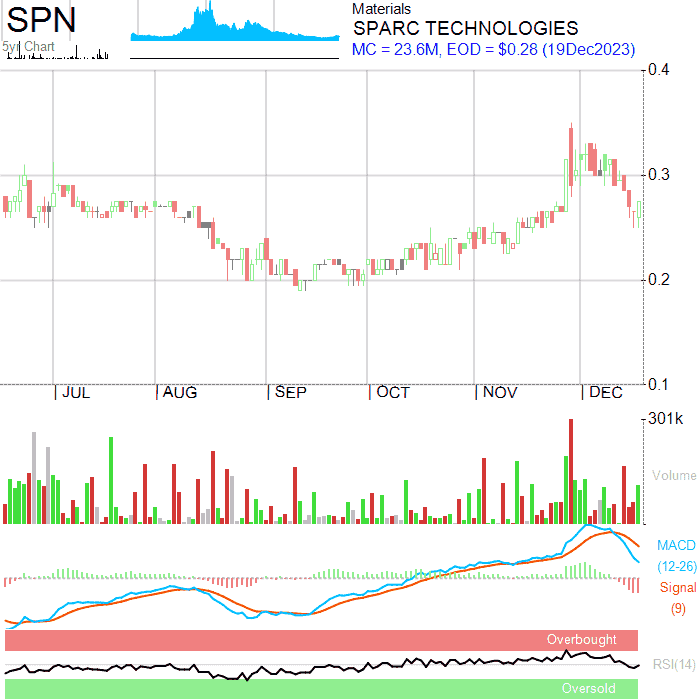 SPN
5yr Chart
Materials
SPARC TECHNOLOGIES
MC = 23.6M, EOD = $0.28 (19Dec2023)
0.4
0.3
0.2
0.1
JUL AUG SEP OCT NOV DEC
301k
Volume
MACD
(12-26)
Signal
(9)
Overbought
RSI(14)
Oversold